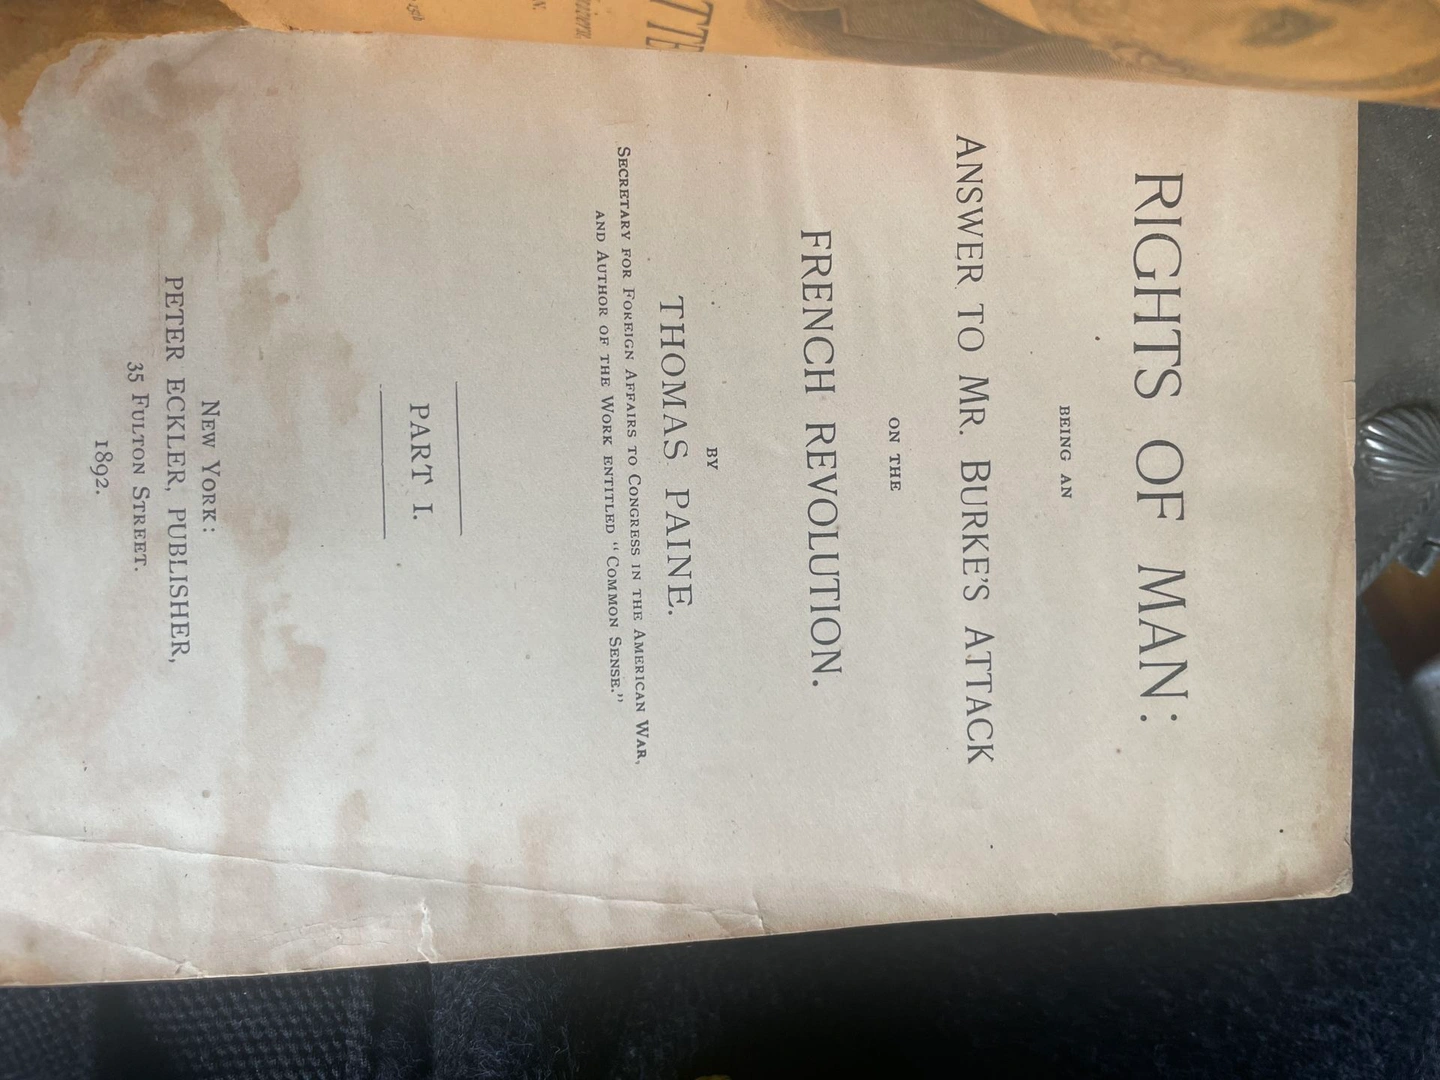 RIGHTS OF MAN:
BEING AN
ANSWER TO MR. BURKE'S ATTACK
ON THE
FRENCH REVOLUTION.
BY
THOMAS PAINE.
SECRETARY FOR FOREIGN AFFAIRS TO CONGRESS IN THE AMERICAN WAR,
AND AUTHOR OF THE WORK ENTITLED "COMMON SENSE."
PART I.
NEW YORK:
PETER ECKLER, PUBLISHER,
35 FULTON STREET.
1892.